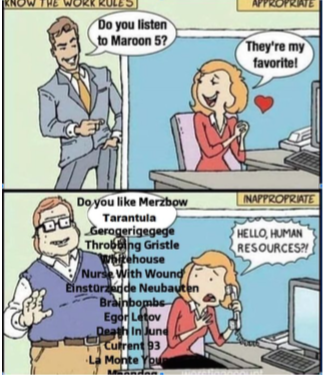 KNOW THE WORK RULES
APPROPRIATE
Do you listen
to Maroon 5?
They're my
favorite!
INAPPROPRIATE
Do you like Merzbow
Tarantula
Gerogerigegege
Throbbing Gristle
Whitehouse
Nurse With Wound
Einstürzende Neubauten
Brainbombs
Egor Letov
Death In June
Current 93
La Monte Young
HELLO, HUMAN
RESOURCES?!